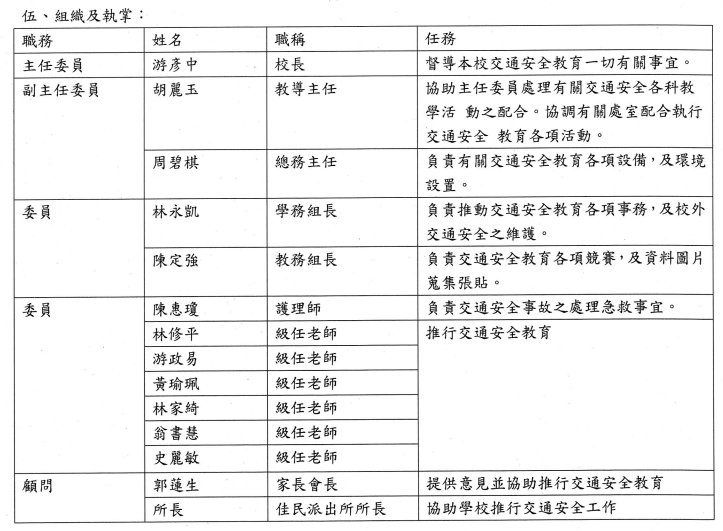 伍、組織及執掌：
職務 姓名 職稱 任務
主任委員 游彥中 校長 督導本校交通安全教育一切有關事宜。
副主任委員 胡麗玉 教導主任 協助主任委員處理有關交通安全各科教
學活 動之配合。協調有關處室配合執行
交通安全 教育各項活動。
周碧棋 總務主任 負責有關交通安全教育各項設備，及環境
設置。
委員 林永凱 學務組長 負責推動交通安全教育各項事務，及校外
交通安全之維護。
陳定強 教務組長 負責交通安全教育各項競賽，及資料圖片
蒐集張貼。
委員 陳惠瓊 護理師 負責交通安全事故之處理急救事宜。
林修平 級任老師 推行交通安全教育
游政易 級任老師
黃瑜珮 級任老師
林家綺 級任老師
翁書慧 級任老師
史麗敏 級任老師
顧問 郭蓮生 家長會長 提供意見並協助推行交通安全教育
所長 佳民派出所所長 協助學校推行交通安全工作